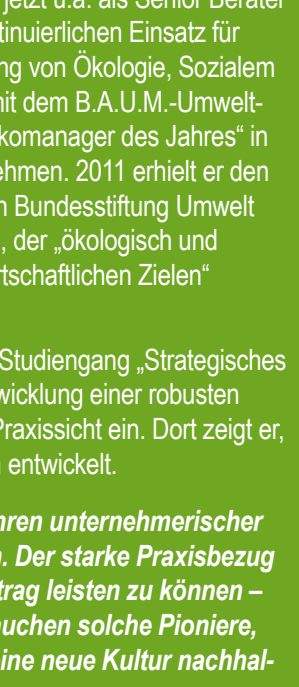 jetzt u.a. als Senior Berater
tinuierlichen Einsatz für
ng von Ökologie, Sozialem
mit dem B.A.U.M.-Umwelt-
komanager des Jahres“ in
ehmen. 2011 erhielt er den
n Bundesstiftung Umwelt
, der „ökologisch und
rtschaftlichen Zielen“
Studiengang „Strategisches
wicklung einer robusten
Praxissicht ein. Dort zeigt er,
n entwickelt.
hren unternehmerischer
n. Der starke Praxisbezug
trag leisten zu können –
uchen solche Pioniere,
eine neue Kultur nachhal-